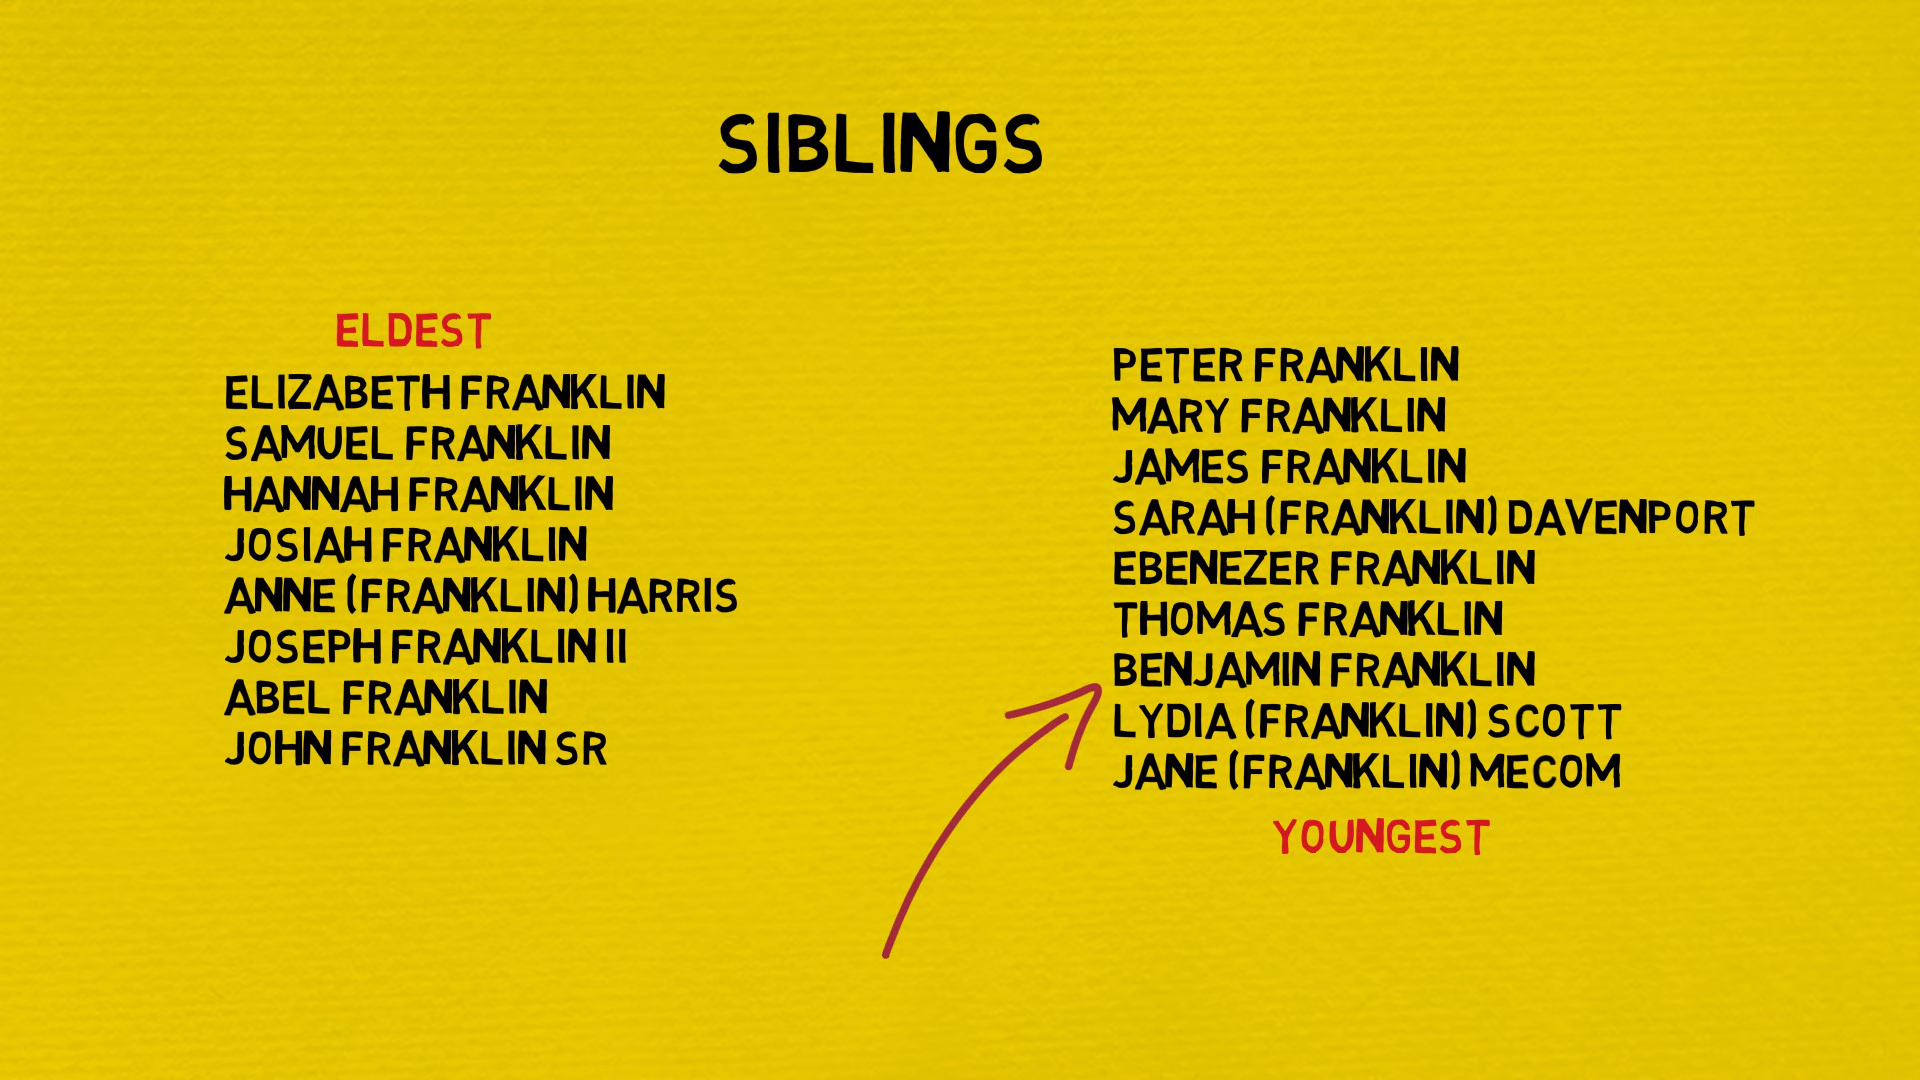 SIBLINGS
ELDEST
ELIZABETH FRANKLIN
SAMUEL FRANKLIN
HANNAH FRANKLIN
JOSIAH FRANKLIN
ANNE (FRANKLIN) HARRIS
JOSEPH FRANKLIN II
ABEL FRANKLIN
JOHN FRANKLIN SR
PETER FRANKLIN
MARY FRANKLIN
JAMES FRANKLIN
SARAH (FRANKLIN) DAVENPORT
EBENEZER FRANKLIN
THOMAS FRANKLIN
BENJAMIN FRANKLIN
LYDIA (FRANKLIN) SCOTT
JANE (FRANKLIN) MECOM
YOUNGEST